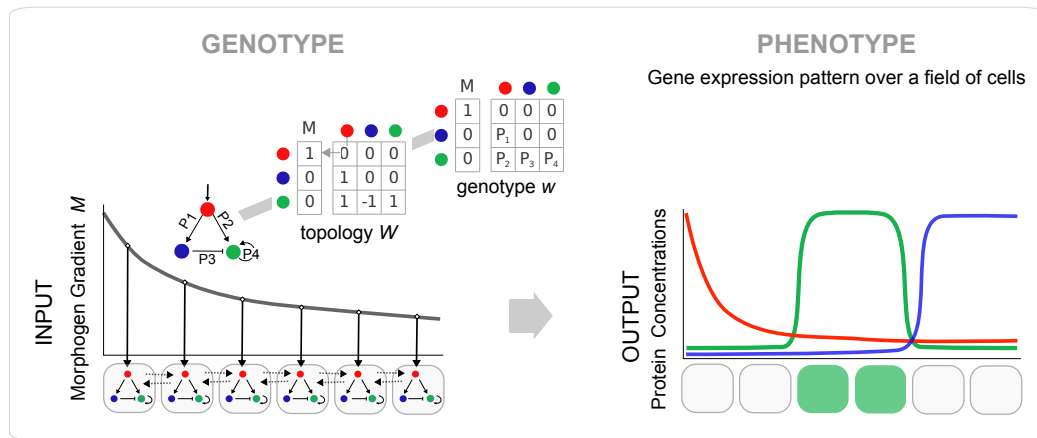 GENOTYPE
PHENOTYPE
Gene expression pattern over a field of cells
M
1 0 0 0
0 P1 0 0
0 P2 P3 P4
genotype w
M
1 0 0 0
0 1 0 0
0 1 -1 1
topology W
P1 P2
P3 P4
INPUT
Morphogen Gradient M
OUTPUT
Protein Concentrations